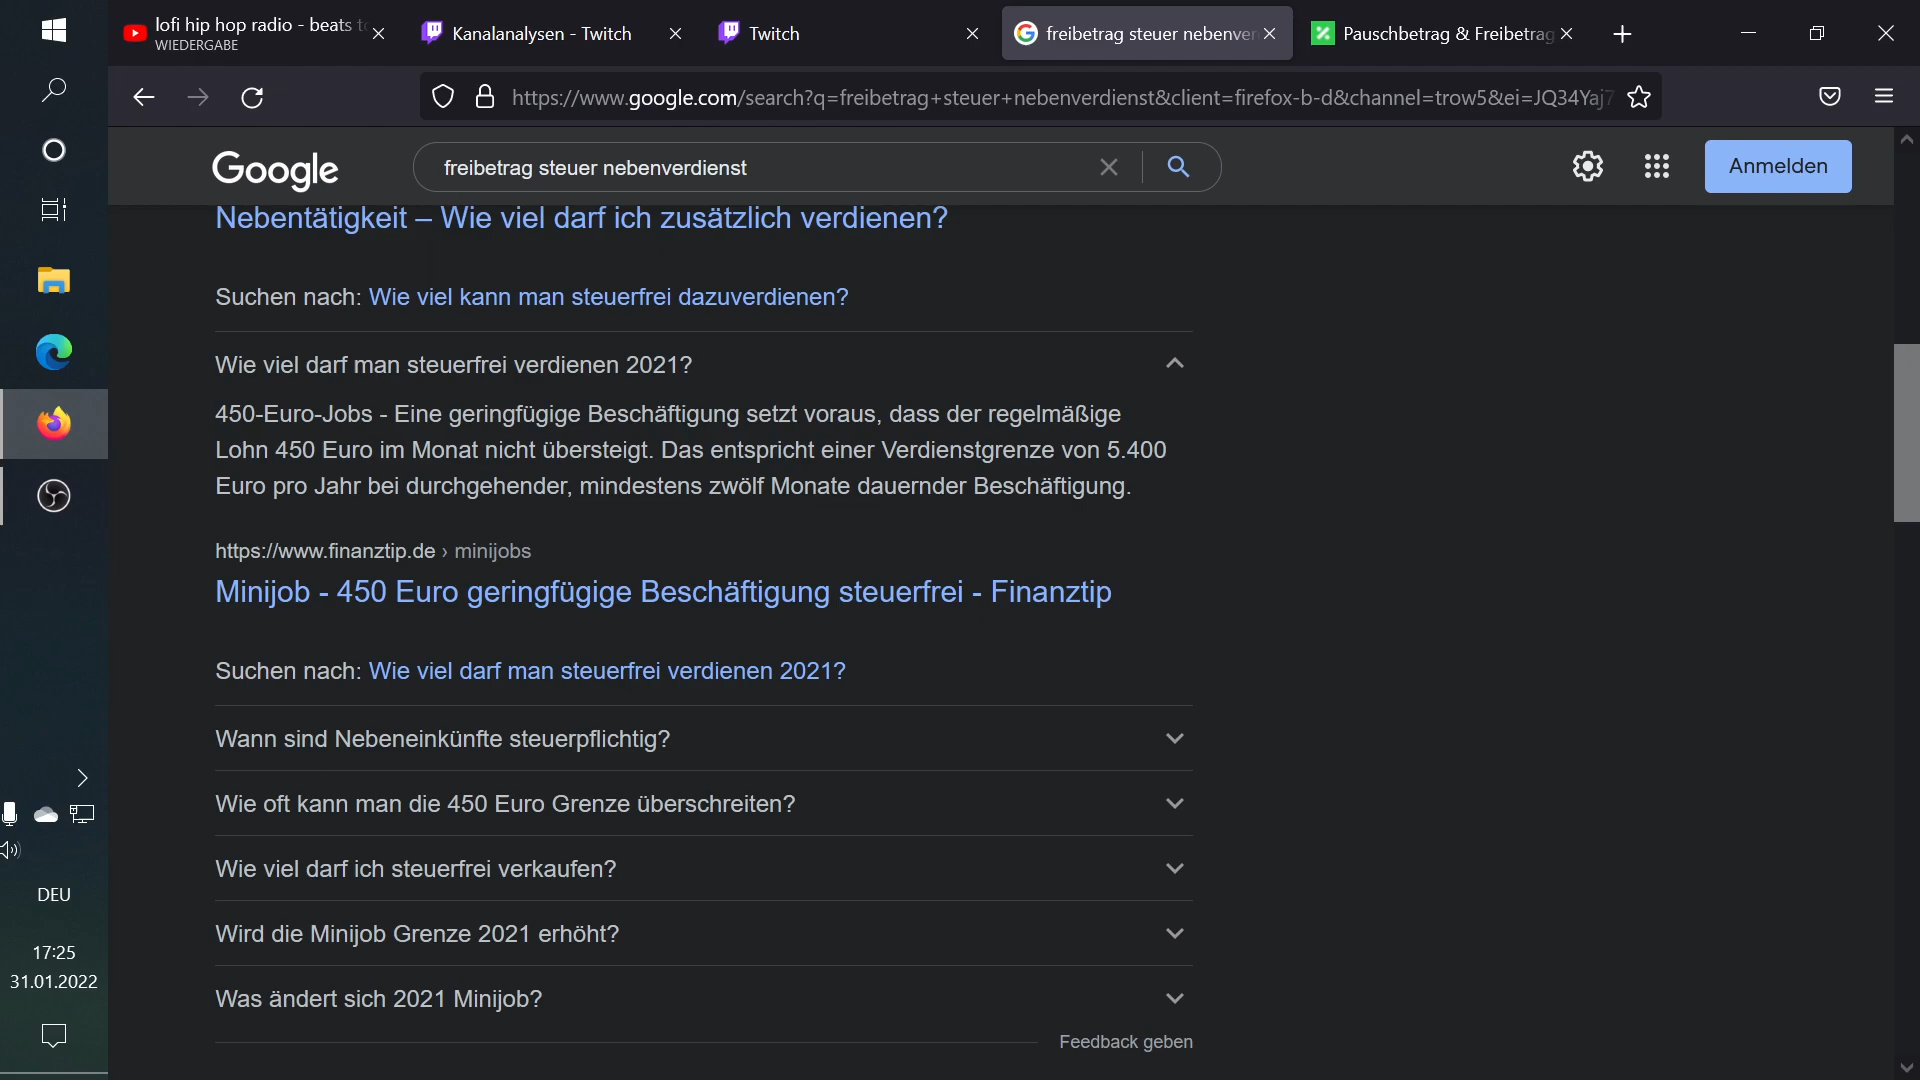 lofi hip hop radio - beats t
WIEDERGABE
Kanalanalysen - Twitch
Twitch
freibetrag steuer nebenver
Pauschbetrag & Freibetrag
https://www.google.com/search?q=freibetrag+steuer+nebenverdienst&client=firefox-b-d&channel=trow5&ei=JQ34Yaj7
Google
freibetrag steuer nebenverdienst
Anmelden
Nebentätigkeit – Wie viel darf ich zusätzlich verdienen?
Suchen nach: Wie viel kann man steuerfrei dazuverdienen?
Wie viel darf man steuerfrei verdienen 2021?
450-Euro-Jobs - Eine geringfügige Beschäftigung setzt voraus, dass der regelmäßige
Lohn 450 Euro im Monat nicht übersteigt. Das entspricht einer Verdienstgrenze von 5.400
Euro pro Jahr bei durchgehender, mindestens zwölf Monate dauernder Beschäftigung.
https://www.finanztip.de › minijobs
Minijob - 450 Euro geringfügige Beschäftigung steuerfrei - Finanztip
Suchen nach: Wie viel darf man steuerfrei verdienen 2021?
Wann sind Nebeneinkünfte steuerpflichtig?
Wie oft kann man die 450 Euro Grenze überschreiten?
Wie viel darf ich steuerfrei verkaufen?
Wird die Minijob Grenze 2021 erhöht?
Was ändert sich 2021 Minijob?
Feedback geben
DEU
17:25
31.01.2022